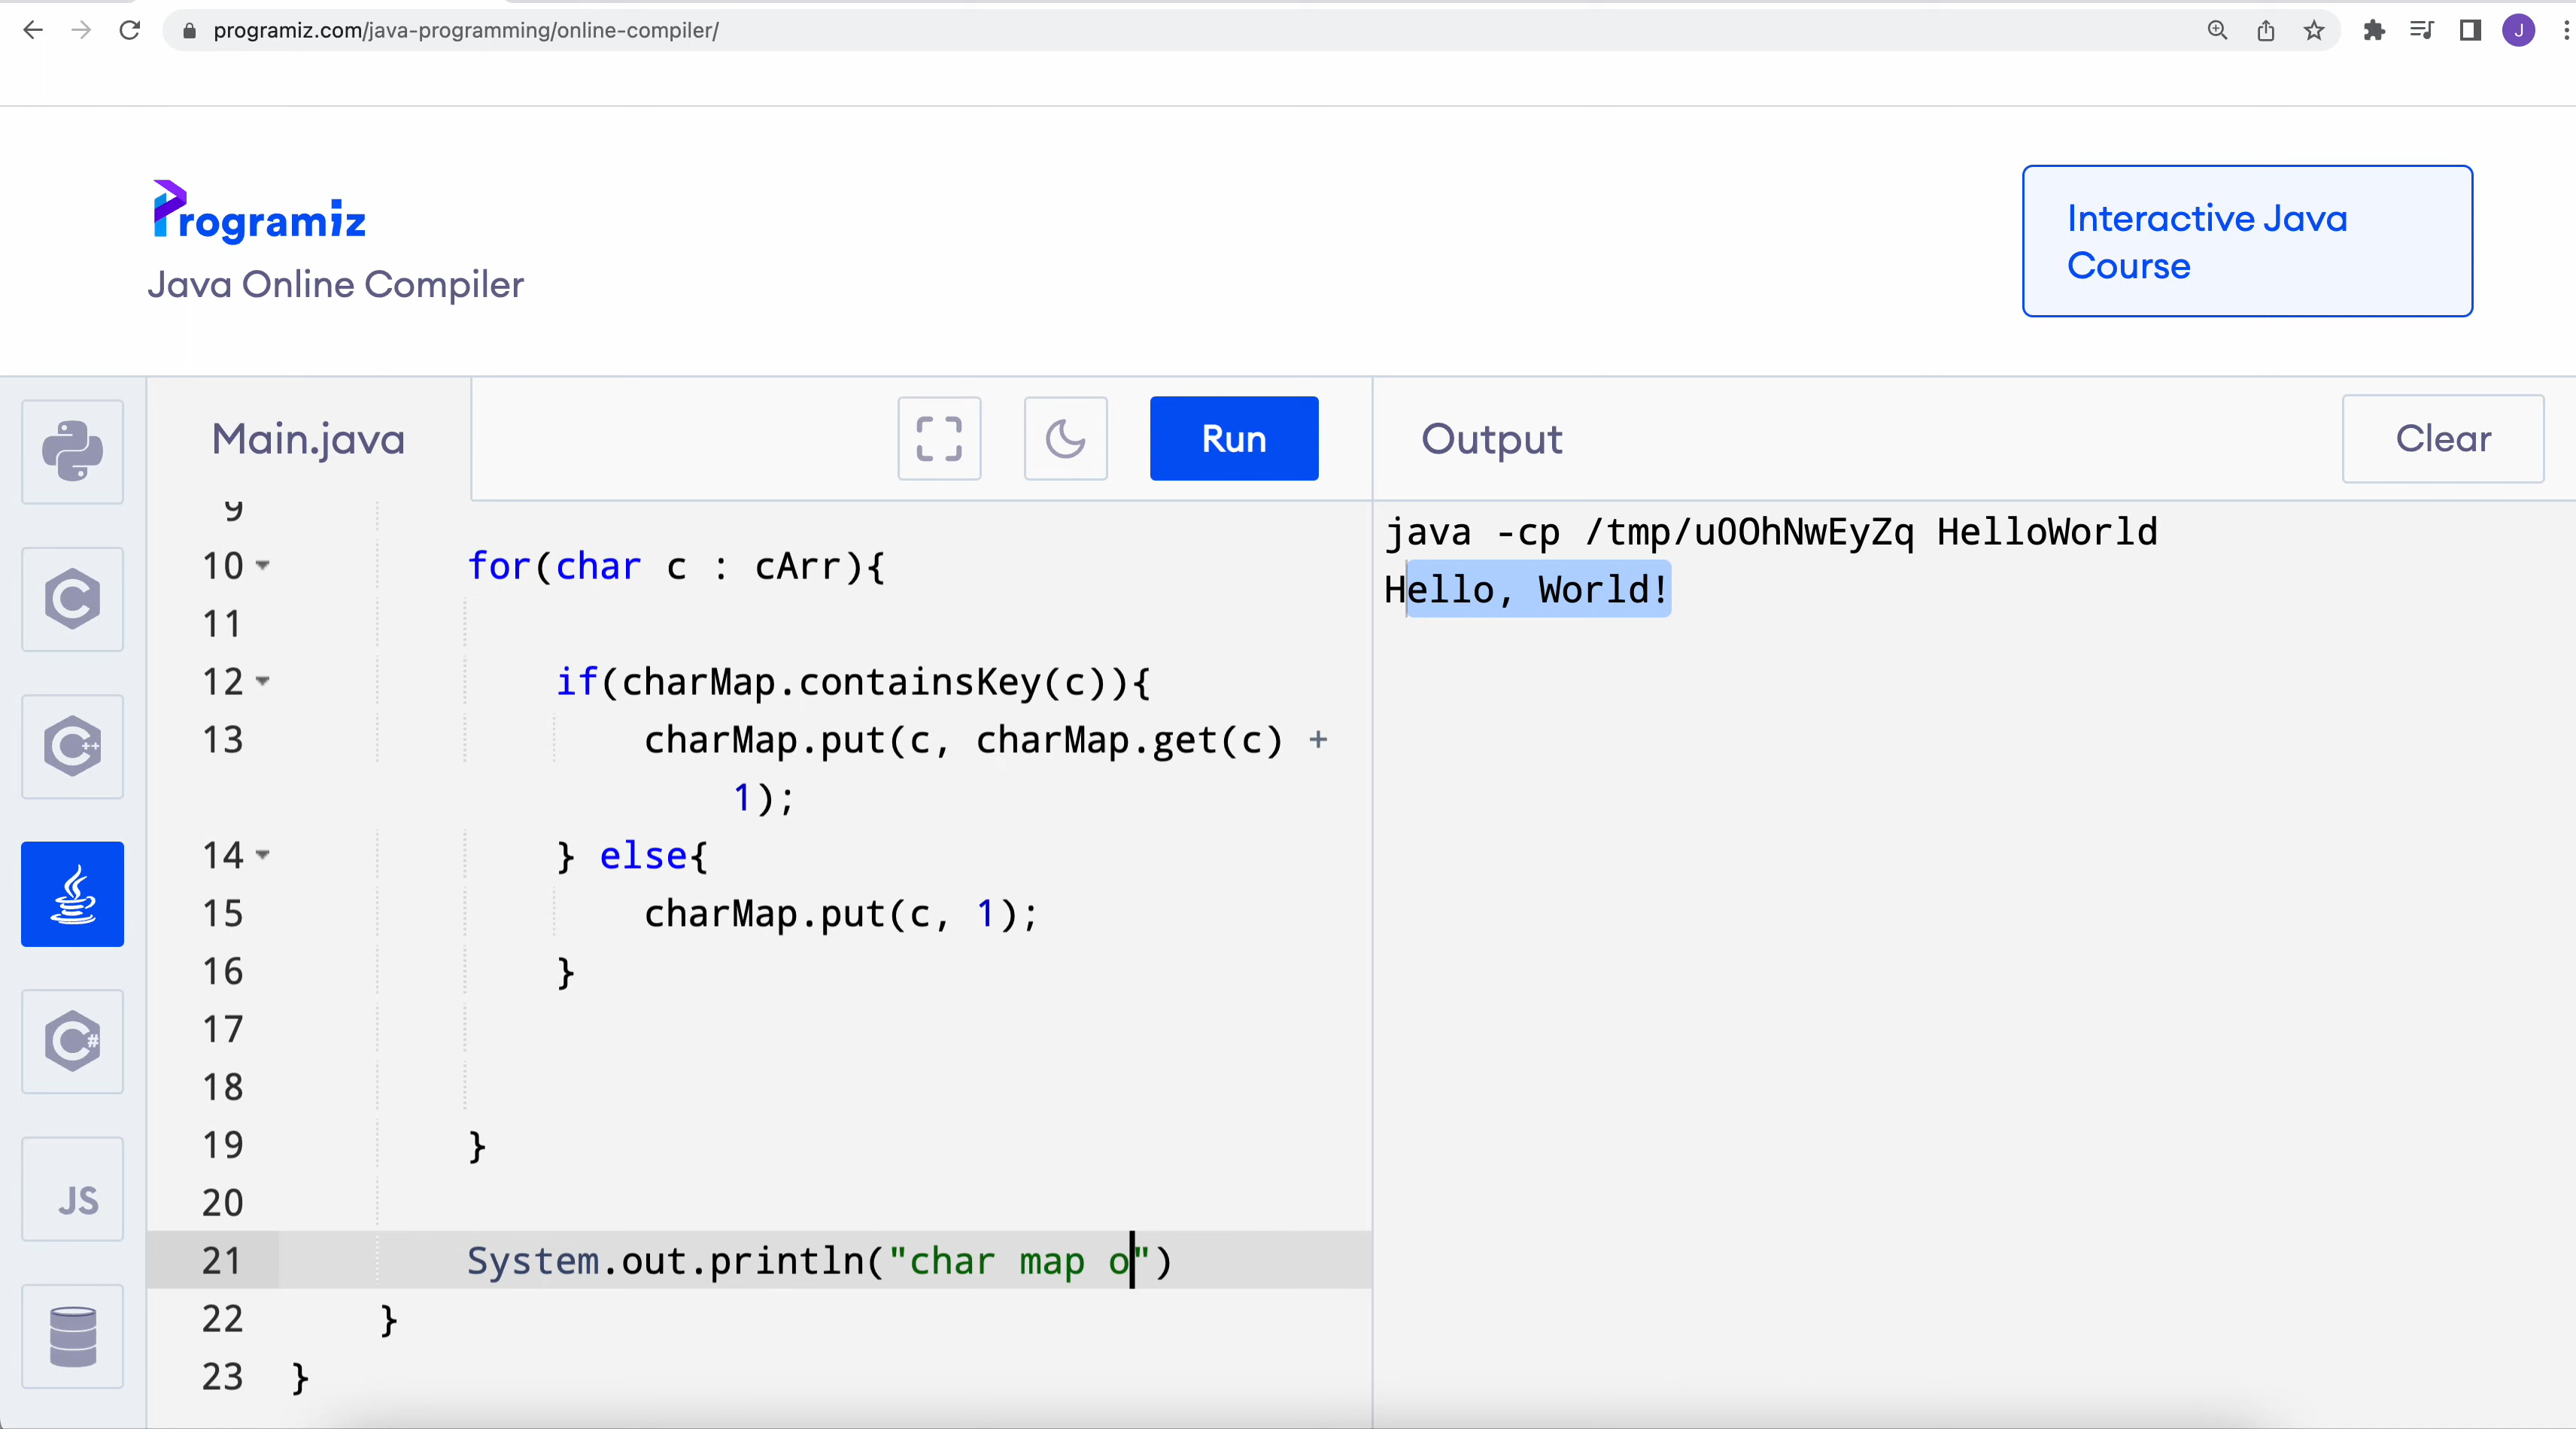 programiz.com/java-programming/online-compiler/
J
Programiz
Java Online Compiler
Interactive Java
Course
Main.java
Run
Output
Clear
9
10 for(char c : cArr){
11
12 if(charMap.containsKey(c)){
13 charMap.put(c, charMap.get(c) +
1);
14 } else{
15 charMap.put(c, 1);
16 }
17
18
19 }
20
21 System.out.println("char map o")
22 }
23 }
java -cp /tmp/uOOhNwEyZq HelloWorld
Hello, World!
C
C++
C#
JS